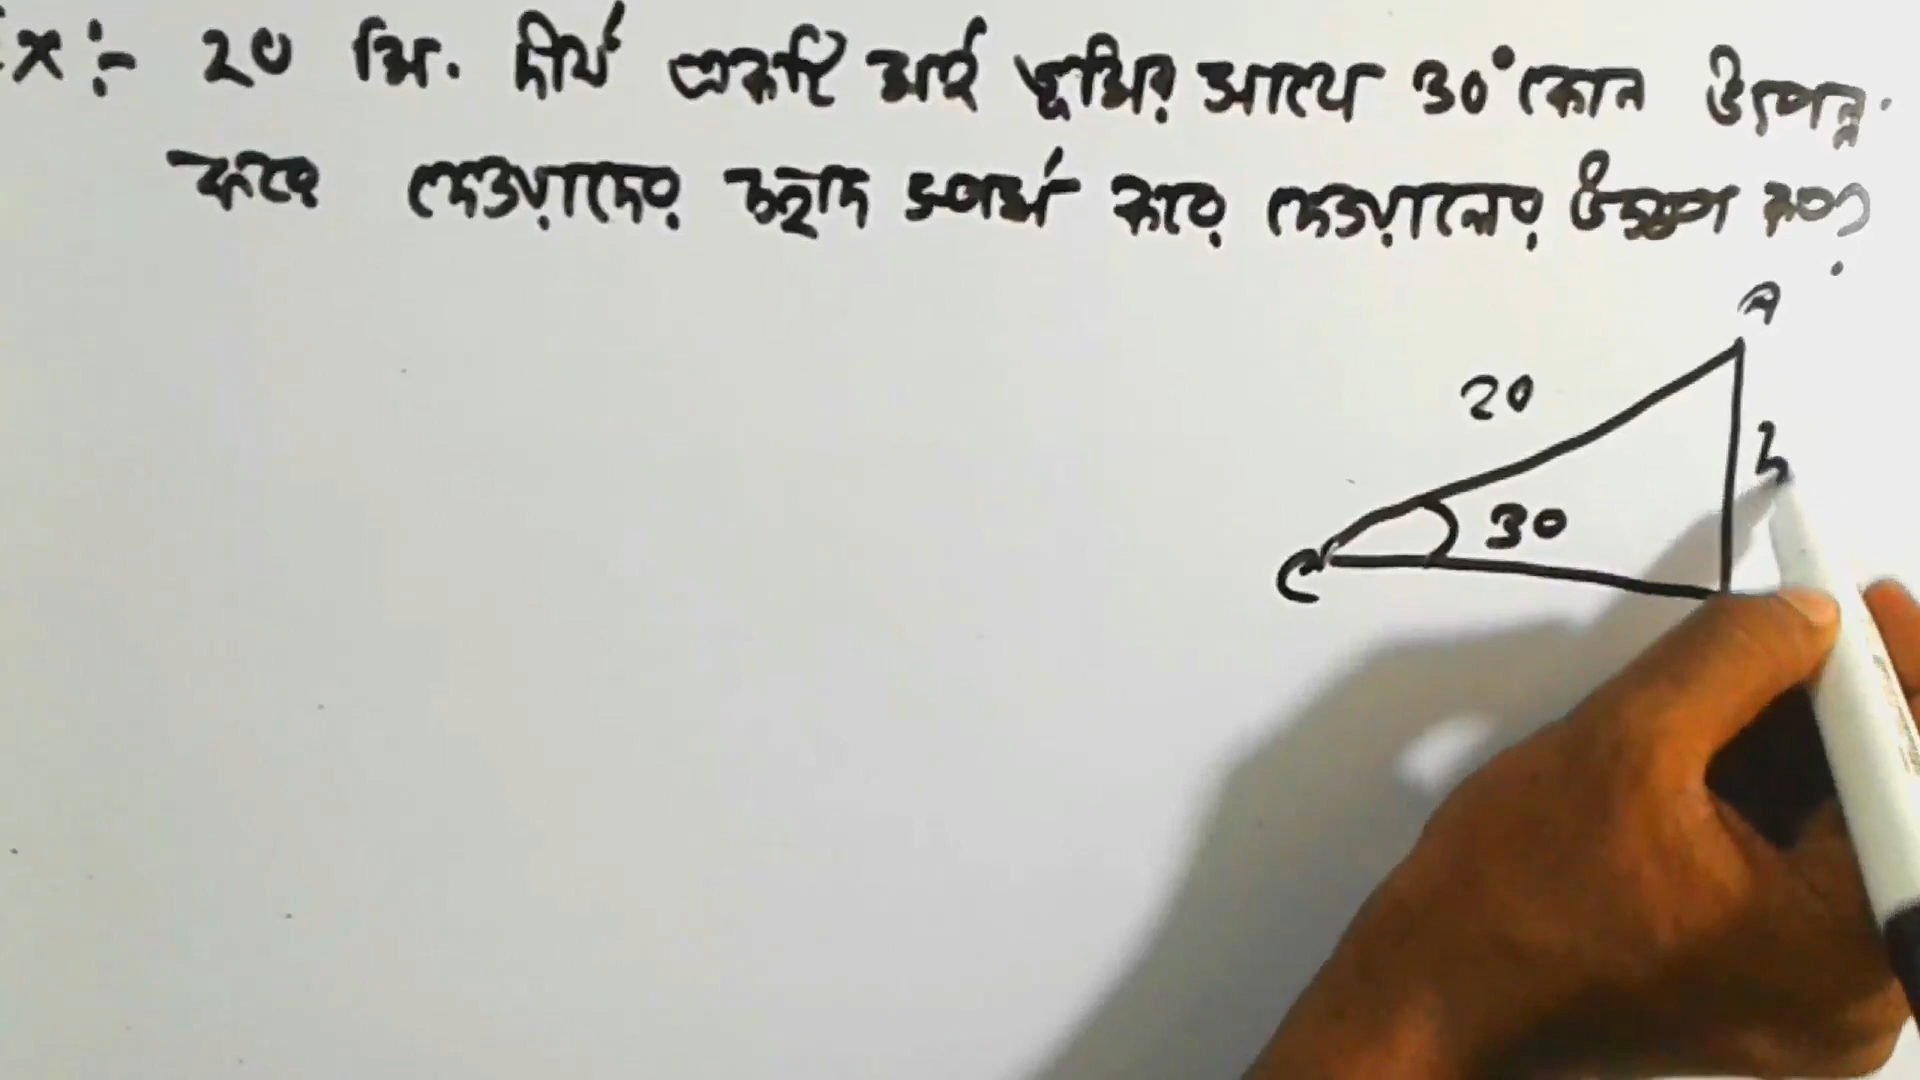 Ex :- 20 মি. দীর্ঘ একটি মই ভূমির সাথে 30° কোন উৎপন্ন
করে দেওয়ালের ছাদ স্পর্শ করে দেওয়ালের উচ্চতা কত?
A
20
h
30
C